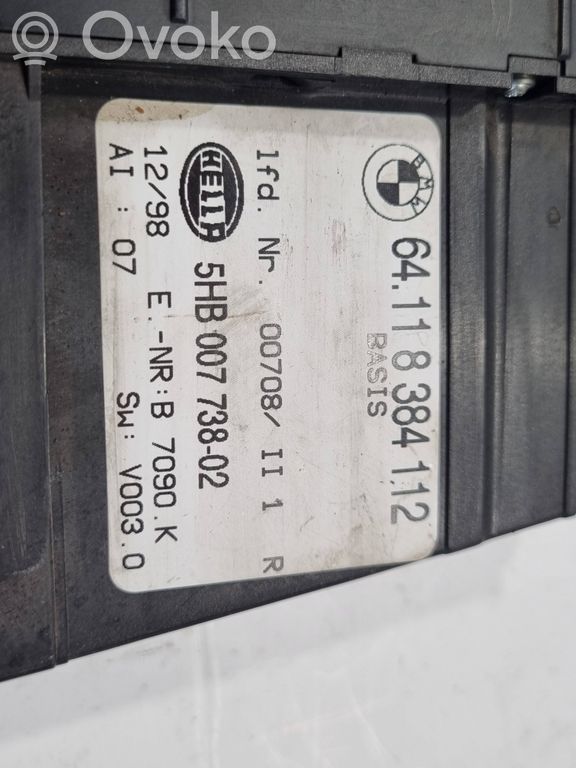 Ovoko
BMW
64.11 8 384 112
BASIS
lfd. Nr. 00708/ II 1 R
HELLA
5HB 007 738-02
12/98 E.-NR:B 7090.K
AI : 07 SW: V003.0